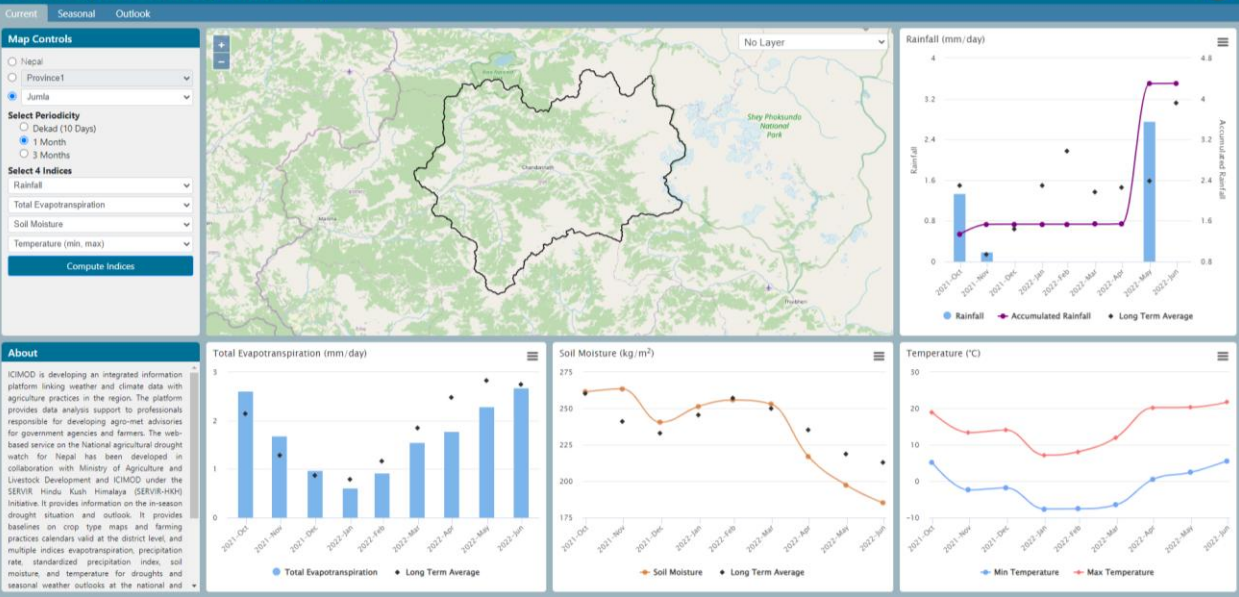 Current Seasonal Outlook
Map Controls
Nepal
Province1
Jumla
Select Periodicity
Dekad (10 Days)
1 Month
3 Months
Select 4 Indices
Rainfall
Total Evapotranspiration
Soil Moisture
Temperature (min, max)
Compute Indices
+
−
No Layer
Shey Phoksundo
National
Park
Chandannath
Rainfall (mm/day)
4
3.2
2.4
1.6
0.8
0
Rainfall
4.8
4
3.2
2.4
1.6
0.8
Accumulated Rainfall
2021-Oct 2021-Nov 2021-Dec 2022-Jan 2022-Feb 2022-Mar 2022-Apr 2022-May 2022-Jun
Rainfall Accumulated Rainfall Long Term Average
About
ICIMOD is developing an integrated information
platform linking weather and climate data with
agriculture practices in the region. The platform
provides data analysis support to professionals
responsible for developing agro-met advisories
for government agencies and farmers. The web-
based service on the National agricultural drought
watch for Nepal has been developed in
collaboration with Ministry of Agriculture and
Livestock Development and ICIMOD under the
SERVIR Hindu Kush Himalaya (SERVIR-HKH)
Initiative. It provides information on the in-season
drought situation and outlook. It provides
baselines on crop type maps and farming
practices calendars valid at the district level, and
multiple indices evapotranspiration, precipitation
rate, standardized precipitation index, soil
moisture, and temperature for droughts and
seasonal weather outlooks at the national and
Total Evapotranspiration (mm/day)
3
2
1
0
2021-Oct 2021-Nov 2021-Dec 2022-Jan 2022-Feb 2022-Mar 2022-Apr 2022-May 2022-Jun
Total Evapotranspiration Long Term Average
Soil Moisture (kg/m²)
275
250
225
200
175
2021-Oct 2021-Nov 2021-Dec 2022-Jan 2022-Feb 2022-Mar 2022-Apr 2022-May 2022-Jun
Soil Moisture Long Term Average
Temperature (°C)
30
20
10
0
-10
2021-Oct 2021-Nov 2021-Dec 2022-Jan 2022-Feb 2022-Mar 2022-Apr 2022-May 2022-Jun
Min Temperature Max Temperature